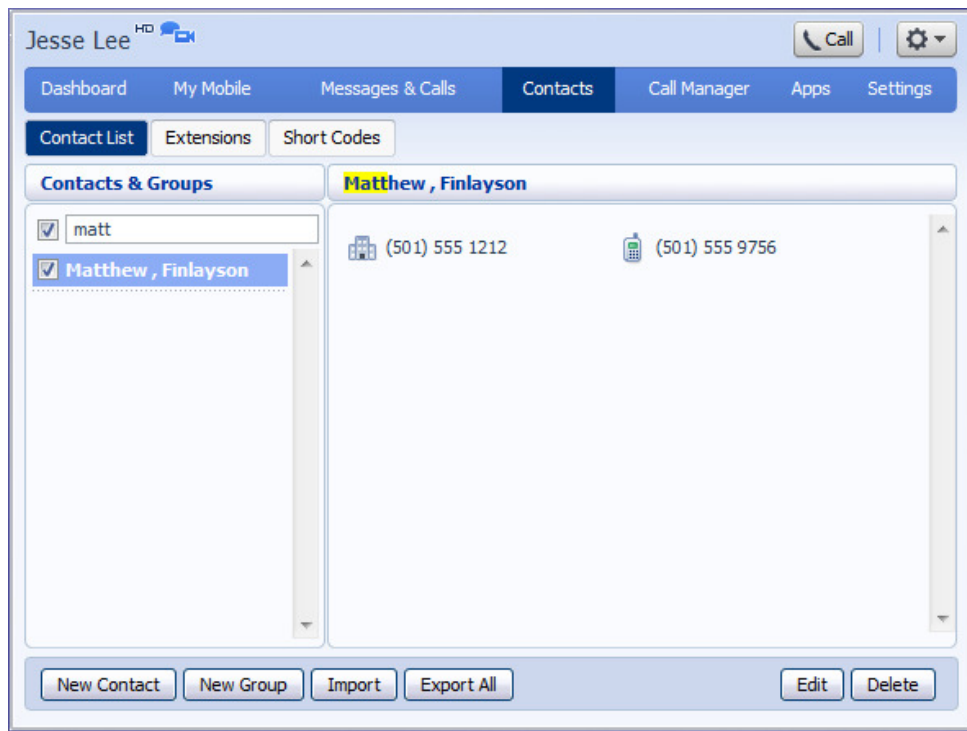 Jesse Lee HD
Call
Dashboard My Mobile Messages & Calls Contacts Call Manager Apps Settings
Contact List Extensions Short Codes
Contacts & Groups
matt
Matthew , Finlayson
Matthew , Finlayson
(501) 555 1212 (501) 555 9756
New Contact New Group Import Export All Edit Delete